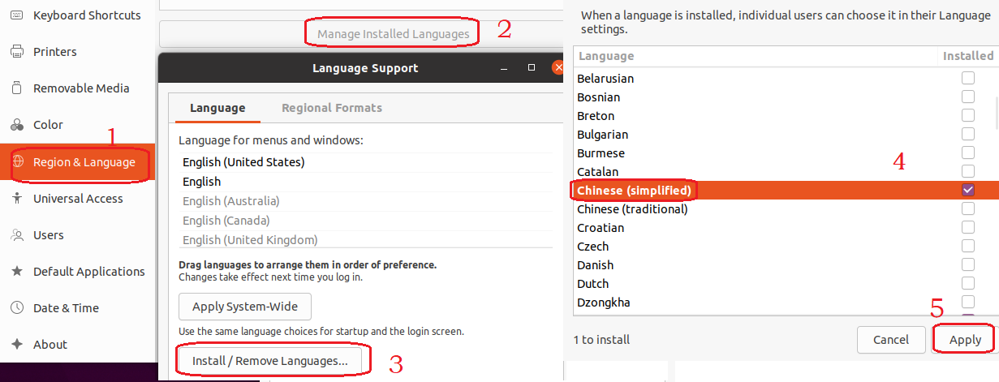 Keyboard Shortcuts
Printers
Removable Media
Color
1
Region & Language
Universal Access
Users
Default Applications
Date & Time
About
Manage Installed Languages
2
Language Support
Language
Regional Formats
Language for menus and windows:
English (United States)
English
English (Australia)
English (Canada)
English (United Kingdom)
Drag languages to arrange them in order of preference.
Changes take effect next time you log in.
Apply System-Wide
Use the same language choices for startup and the login screen.
Install / Remove Languages...
3
When a language is installed, individual users can choose it in their Language
settings.
Language
Installed
Belarusian
Bosnian
Breton
Bulgarian
Burmese
Catalan
4
Chinese (simplified)
Chinese (traditional)
Croatian
Czech
Danish
Dutch
Dzongkha
5
1 to install
Cancel
Apply